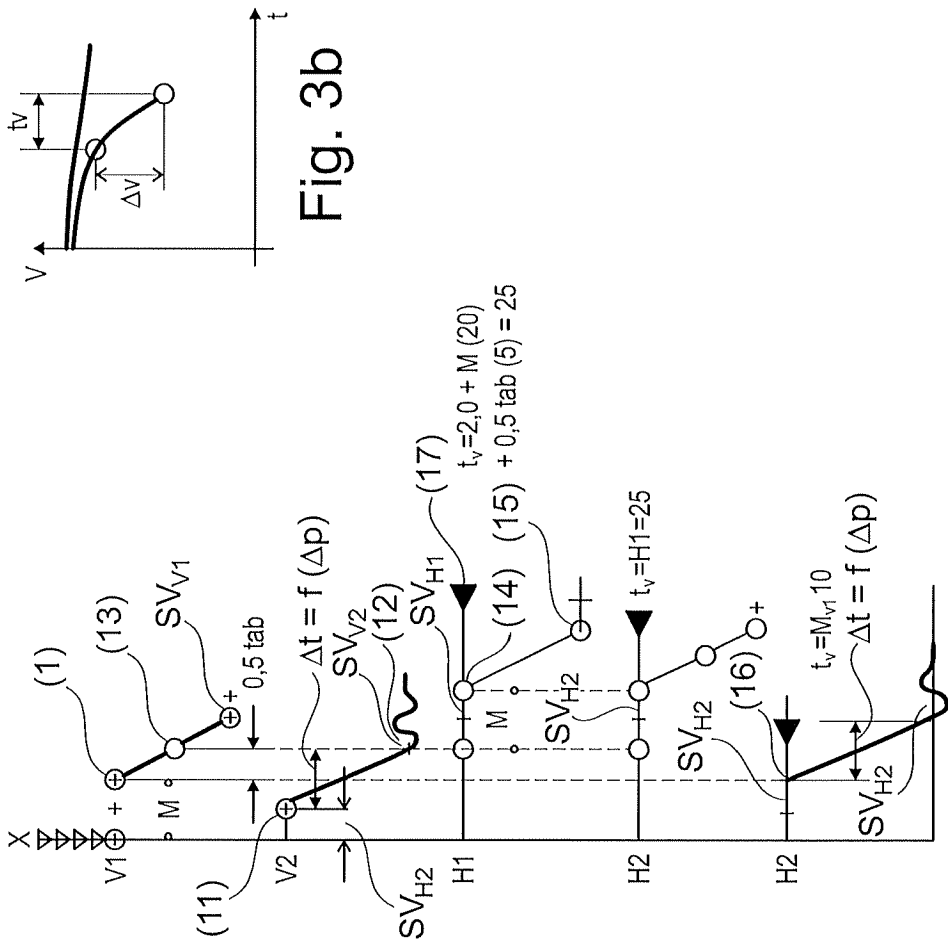 V
t
tv
Δv
Fig. 3b
X
V1
+
M
(1)
(13)
SV_V1
+
0,5 tab
V2
(11)
SV_H2
Δt = f (Δp)
SV_V2
(12)
H1
SV_H1
M
(14)
(15)
(17)
t_v=2,0 + M (20)
+ 0,5 tab (5) = 25
H2
SV_H2
t_v=H1=25
+
H2
SV_H2
(16)
t_v=M_v1 10
Δt = f (Δp)
SV_H2